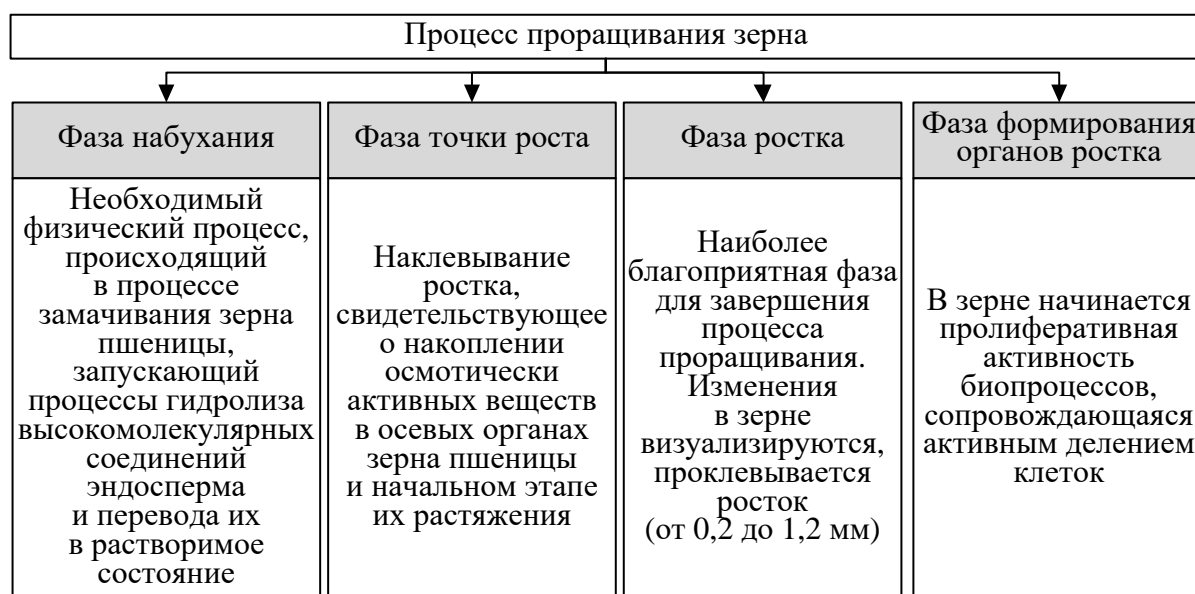 Процесс проращивания зерна
Фаза набухания
Необходимый
физический процесс,
происходящий
в процессе
замачивания зерна
пшеницы,
запускающий
процессы гидролиза
высокомолекулярных
соединений
эндосперма
и перевода их
в растворимое
состояние
Фаза точки роста
Наклевывание
ростка,
свидетельствующее
о накоплении
осмотически
активных веществ
в осевых органах
зерна пшеницы
и начальном этапе
их растяжения
Фаза ростка
Наиболее
благоприятная фаза
для завершения
процесса
проращивания.
Изменения
в зерне
визуализируются,
проклевывается
росток
(от 0,2 до 1,2 мм)
Фаза формирования
органов ростка
В зерне начинается
пролиферативная
активность
биопроцессов,
сопровождающаяся
активным делением
клеток